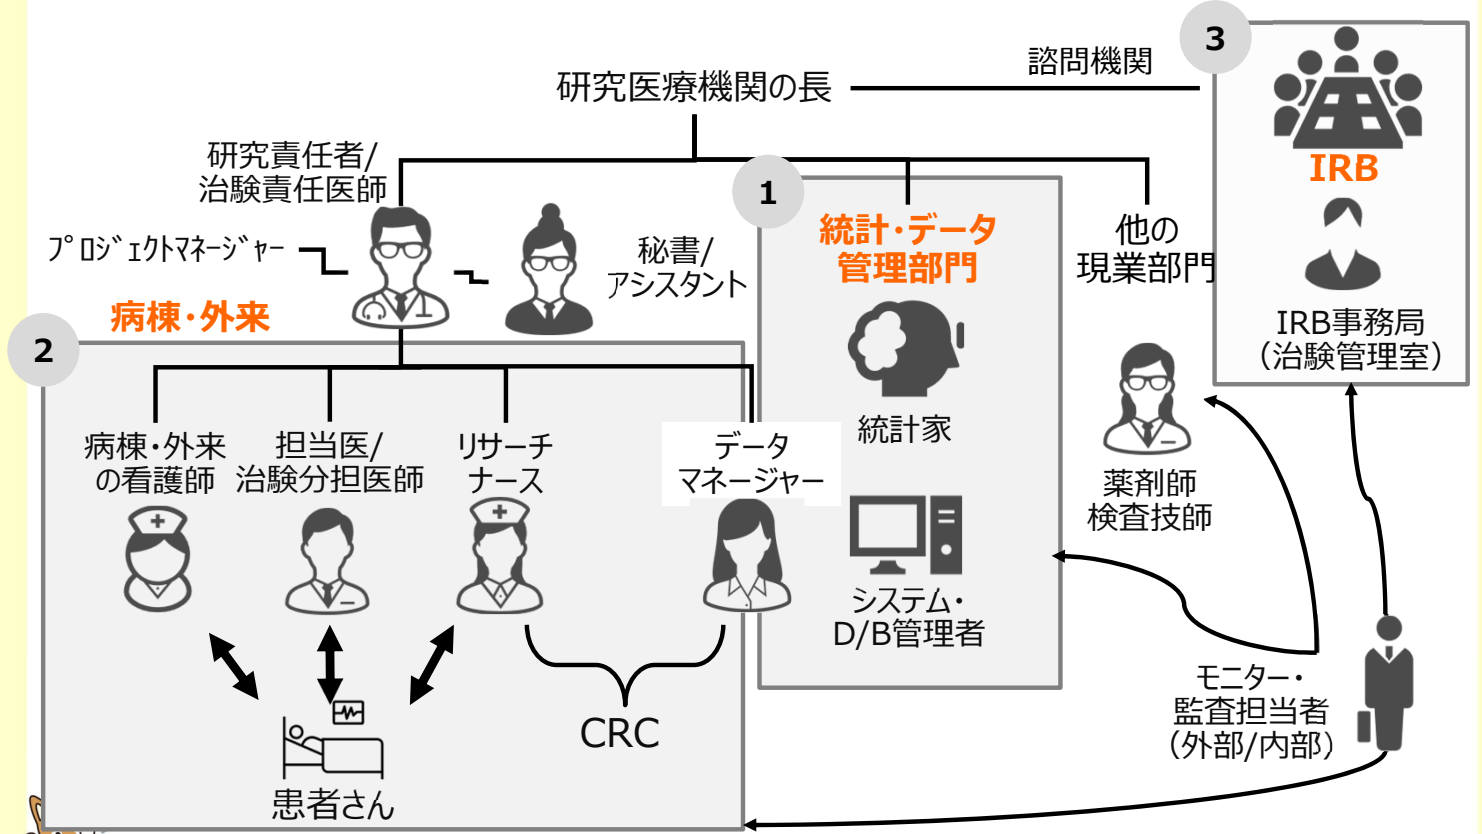 3
諮問機関
研究医療機関の長
IRB
IRB事務局
（治験管理室）
研究責任者/
治験責任医師
プロジェクトマネージャー
秘書/
アシスタント
1
統計・データ
管理部門
統計家
システム・
D/B管理者
他の
現業部門
薬剤師
検査技師
病棟・外来
2
病棟・外来
の看護師
担当医/
治験分担医師
リサーチ
ナース
データ
マネージャー
CRC
患者さん
モニター・
監査担当者
（外部/内部）